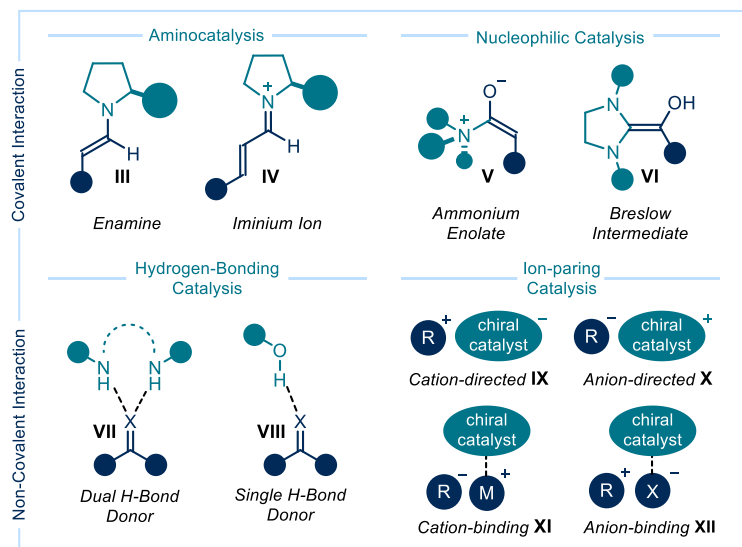 Covalent Interaction
Aminocatalysis
N
H
III
Enamine
N
+
H
IV
Iminium Ion
Nucleophilic Catalysis
O−
+
N
V
Ammonium
Enolate
N
OH
N
VI
Breslow
Intermediate
Non-Covalent Interaction
Hydrogen-Bonding
Catalysis
N
H
N
H
X
VII
Dual H-Bond
Donor
O
H
X
VIII
Single H-Bond
Donor
Ion-paring
Catalysis
R +
chiral
catalyst −
Cation-directed IX
R −
chiral
catalyst +
Anion-directed X
chiral
catalyst
R − M +
Cation-binding XI
chiral
catalyst
R + X −
Anion-binding XII